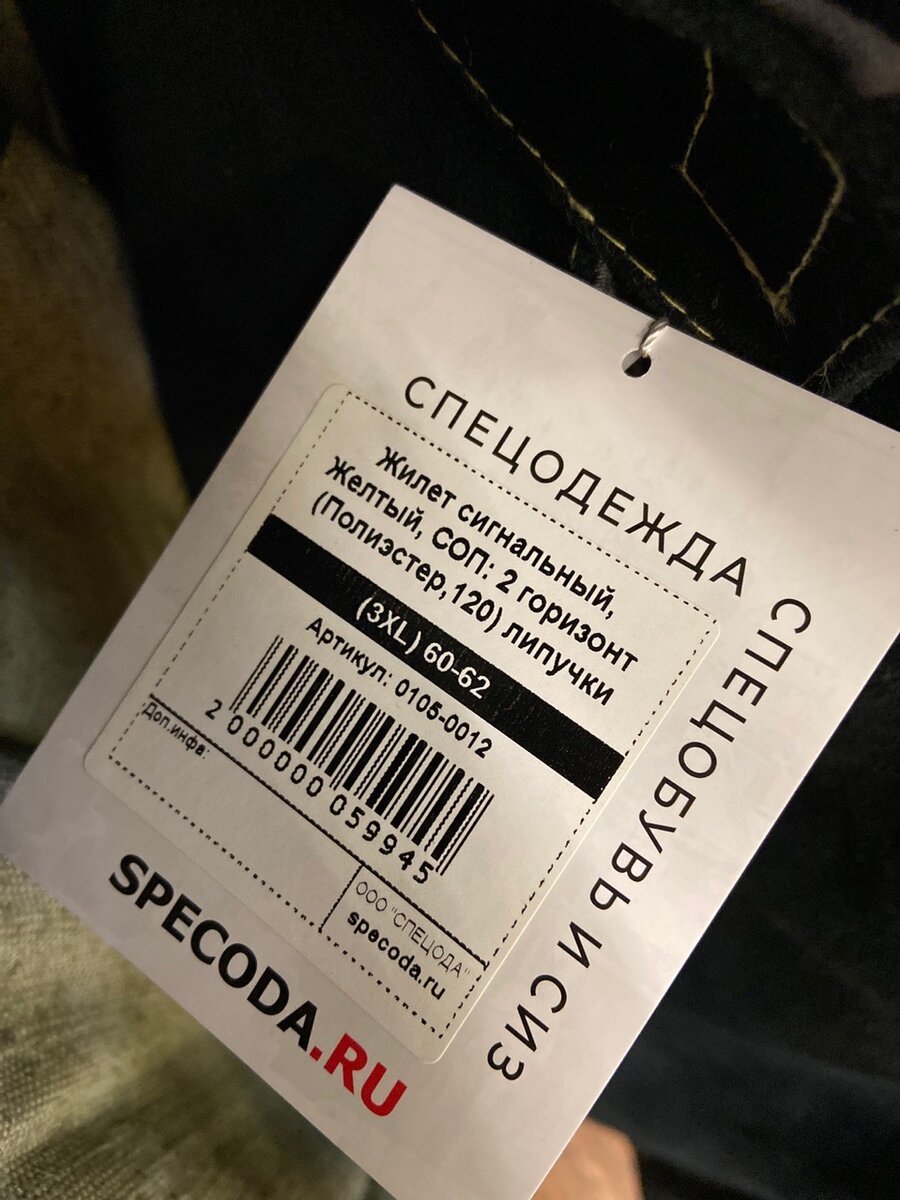 СПЕЦОДЕЖДА
СПЕЦОБУВЬ И СИЗ
Жилет сигнальный,
Желтый, СОП: 2 горизонт
(Полиэстер,120) липучки
(3XL) 60-62
Артикул: 0105-0012
2 000000 059945
Доп.инфа:
ООО "СПЕЦОДА"
specoda.ru
SPECODA.RU